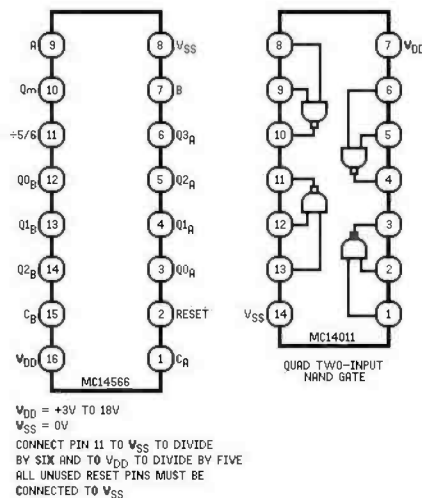 A 9 8 VSS
Qm 10 7 B
÷5/6 11 6 Q3A
Q0B 12 5 Q2A
Q1B 13 4 Q1A
Q2B 14 3 Q0A
CB 15 2 RESET
VDD 16 1 CA
MC14566
8 7 VDD
9 6
10 5
11 4
12 3
13 2
VSS 14 1
MC14011
QUAD TWO-INPUT
NAND GATE
VDD = +3V TO 18V
VSS = 0V
CONNECT PIN 11 TO VSS TO DIVIDE
BY SIX AND TO VDD TO DIVIDE BY FIVE
ALL UNUSED RESET PINS MUST BE
CONNECTED TO VSS